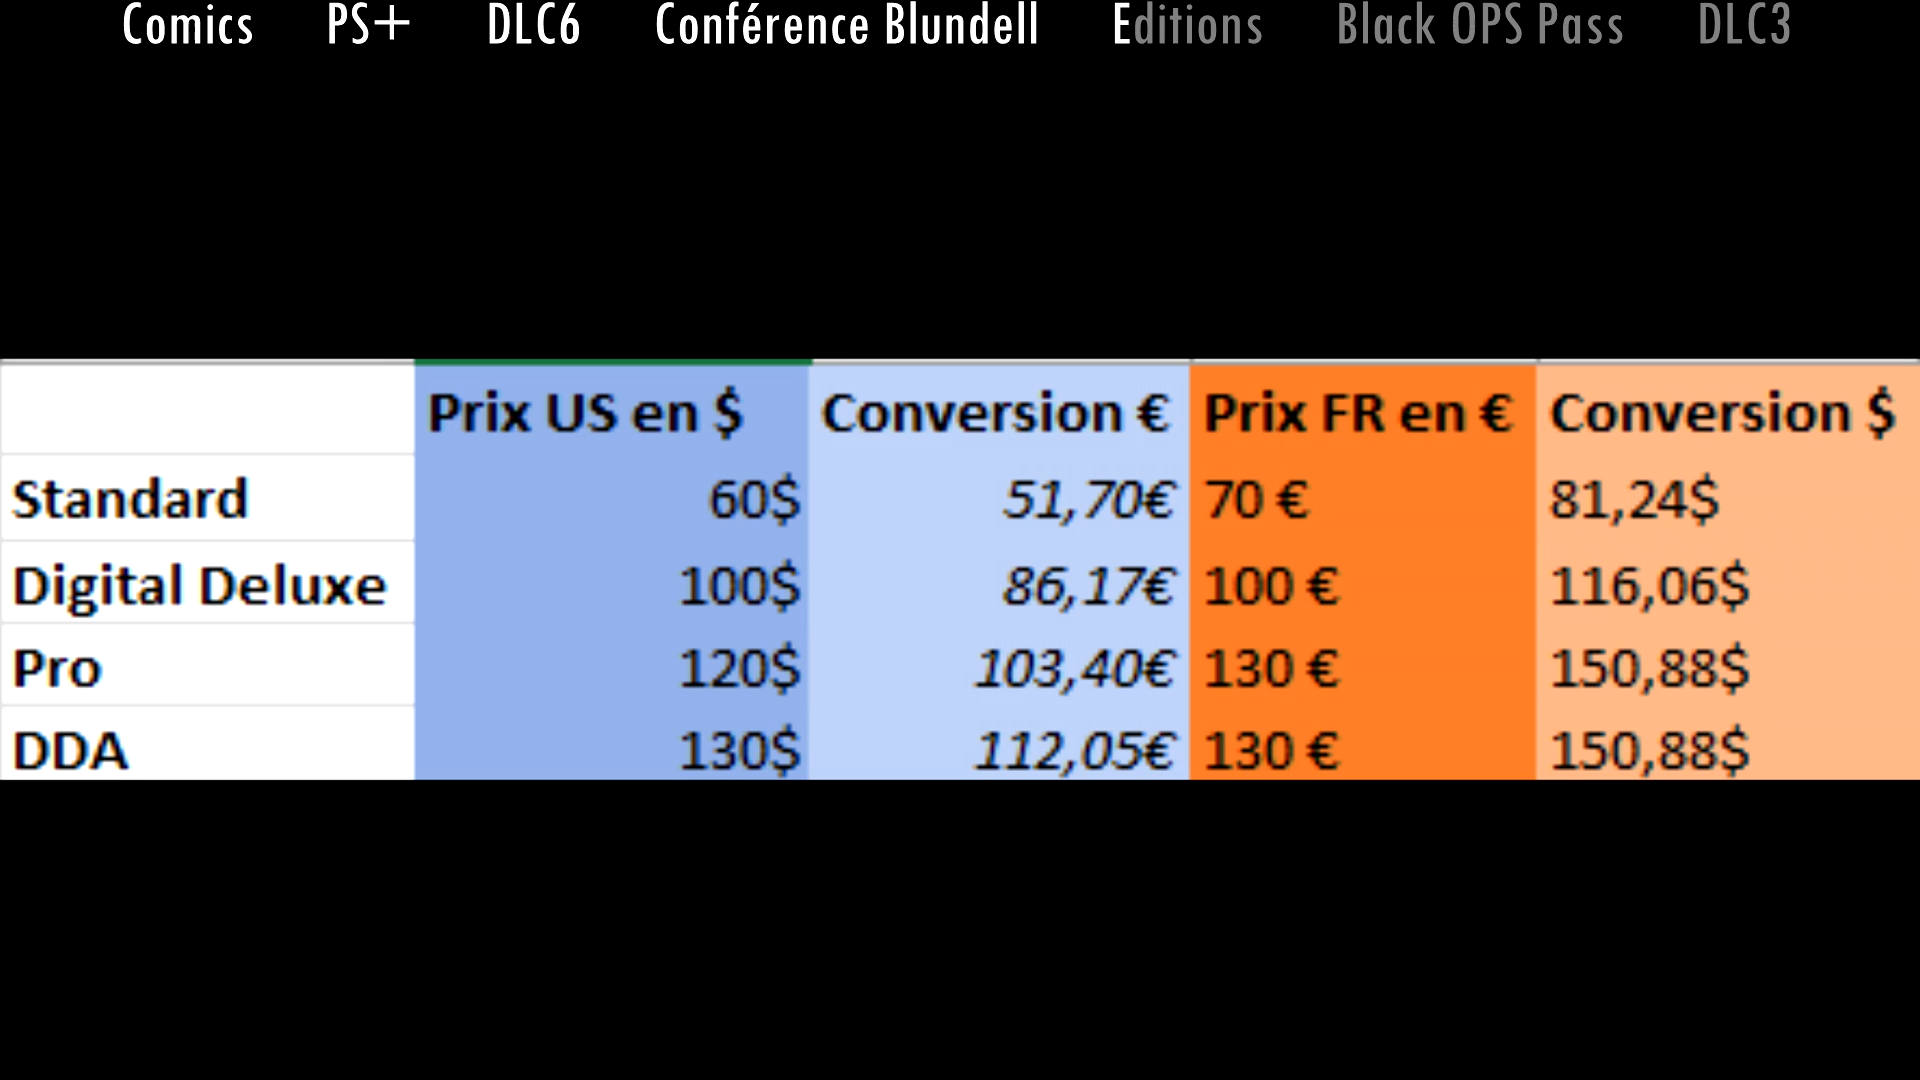 Comics PS+ DLC6 Conférence Blundell Editions Black OPS Pass DLC3
Prix US en $ Conversion € Prix FR en € Conversion $
Standard 60$ 51,70€ 70 € 81,24$
Digital Deluxe 100$ 86,17€ 100 € 116,06$
Pro 120$ 103,40€ 130 € 150,88$
DDA 130$ 112,05€ 130 € 150,88$